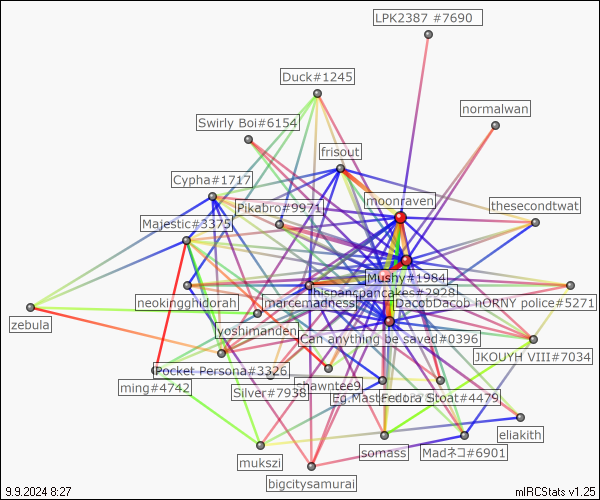 LPK2387 #7690
Duck#1245
normalwan
Swirly Boi#6154
frisout
Cypha#1717
moonraven
Pikabro#9971
thesecondtwat
Majestic#3375
Mushy#1984
hispanicpancakes#2928
neokingghidorah
marcemadness
DacobDacob hORNY police#5271
zebula
yoshimanden
Can anything be saved#0396
JKOUYH VIII#7034
Pocket Persona#3326
ming#4742
shawntee9
Silver#7938
Fedora Stoat#4479
eliakith
somass
Madネコ#6901
mukszi
bigcitysamurai
9.9.2024 8:27
mIRCStats v1.25